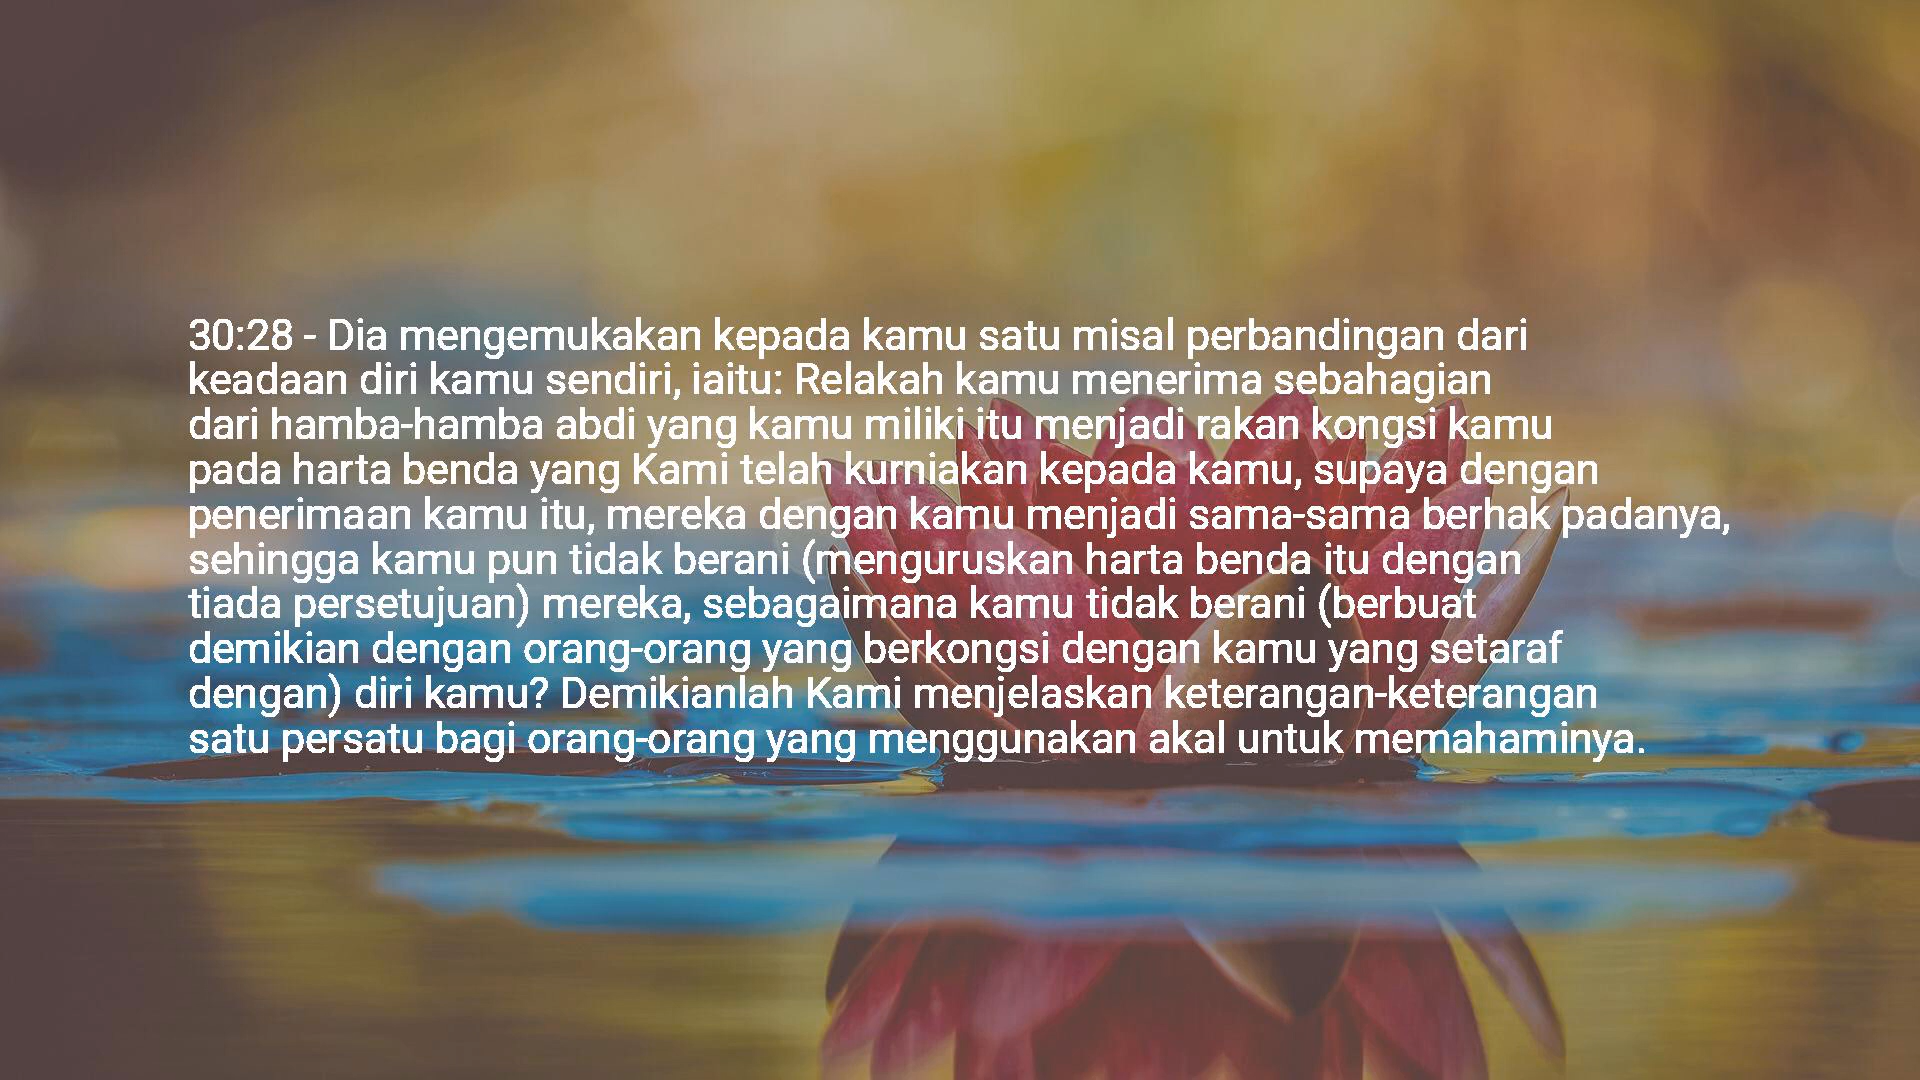 30:28 - Dia mengemukakan kepada kamu satu misal perbandingan dari
keadaan diri kamu sendiri, iaitu: Relakah kamu menerima sebahagian
dari hamba-hamba abdi yang kamu miliki itu menjadi rakan kongsi kamu
pada harta benda yang Kami telah kurniakan kepada kamu, supaya dengan
penerimaan kamu itu, mereka dengan kamu menjadi sama-sama berhak padanya,
sehingga kamu pun tidak berani (menguruskan harta benda itu dengan
tiada persetujuan) mereka, sebagaimana kamu tidak berani (berbuat
demikian dengan orang-orang yang berkongsi dengan kamu yang setaraf
dengan) diri kamu? Demikianlah Kami menjelaskan keterangan-keterangan
satu persatu bagi orang-orang yang menggunakan akal untuk memahaminya.